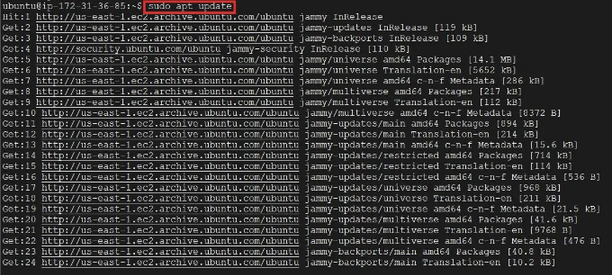 ubuntu@ip-172-31-36-85:~$ sudo apt update
Hit:1 http://us-east-1.ec2.archive.ubuntu.com/ubuntu jammy InRelease
Get:2 http://us-east-1.ec2.archive.ubuntu.com/ubuntu jammy-updates InRelease [119 kB]
Get:3 http://us-east-1.ec2.archive.ubuntu.com/ubuntu jammy-backports InRelease [109 kB]
Get:4 http://security.ubuntu.com/ubuntu jammy-security InRelease [110 kB]
Get:5 http://us-east-1.ec2.archive.ubuntu.com/ubuntu jammy/universe amd64 Packages [14.1 MB]
Get:6 http://us-east-1.ec2.archive.ubuntu.com/ubuntu jammy/universe Translation-en [5652 kB]
Get:7 http://us-east-1.ec2.archive.ubuntu.com/ubuntu jammy/universe amd64 c-n-f Metadata [286 kB]
Get:8 http://us-east-1.ec2.archive.ubuntu.com/ubuntu jammy/multiverse amd64 Packages [217 kB]
Get:9 http://us-east-1.ec2.archive.ubuntu.com/ubuntu jammy/multiverse Translation-en [112 kB]
Get:10 http://us-east-1.ec2.archive.ubuntu.com/ubuntu jammy/multiverse amd64 c-n-f Metadata [8372 B]
Get:11 http://us-east-1.ec2.archive.ubuntu.com/ubuntu jammy-updates/main amd64 Packages [894 kB]
Get:12 http://us-east-1.ec2.archive.ubuntu.com/ubuntu jammy-updates/main Translation-en [214 kB]
Get:13 http://us-east-1.ec2.archive.ubuntu.com/ubuntu jammy-updates/main amd64 c-n-f Metadata [15.6 kB]
Get:14 http://us-east-1.ec2.archive.ubuntu.com/ubuntu jammy-updates/restricted amd64 Packages [714 kB]
Get:15 http://us-east-1.ec2.archive.ubuntu.com/ubuntu jammy-updates/restricted Translation-en [114 kB]
Get:16 http://us-east-1.ec2.archive.ubuntu.com/ubuntu jammy-updates/restricted amd64 c-n-f Metadata [536 B]
Get:17 http://us-east-1.ec2.archive.ubuntu.com/ubuntu jammy-updates/universe amd64 Packages [968 kB]
Get:18 http://us-east-1.ec2.archive.ubuntu.com/ubuntu jammy-updates/universe Translation-en [211 kB]
Get:19 http://us-east-1.ec2.archive.ubuntu.com/ubuntu jammy-updates/universe amd64 c-n-f Metadata [21.5 kB]
Get:20 http://us-east-1.ec2.archive.ubuntu.com/ubuntu jammy-updates/multiverse amd64 Packages [41.6 kB]
Get:21 http://us-east-1.ec2.archive.ubuntu.com/ubuntu jammy-updates/multiverse Translation-en [9768 B]
Get:22 http://us-east-1.ec2.archive.ubuntu.com/ubuntu jammy-updates/multiverse amd64 c-n-f Metadata [476 B]
Get:23 http://us-east-1.ec2.archive.ubuntu.com/ubuntu jammy-backports/main amd64 Packages [40.8 kB]
Get:24 http://us-east-1.ec2.archive.ubuntu.com/ubuntu jammy-backports/main Translation-en [10.2 kB]